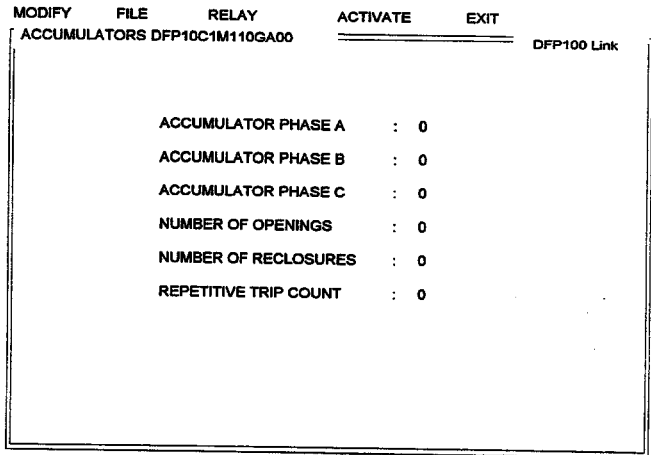 MODIFY FILE RELAY ACTIVATE EXIT
ACCUMULATORS DFP10C1M110GA00 DFP100 Link
ACCUMULATOR PHASE A : 0
ACCUMULATOR PHASE B : 0
ACCUMULATOR PHASE C : 0
NUMBER OF OPENINGS : 0
NUMBER OF RECLOSURES : 0
REPETITIVE TRIP COUNT : 0